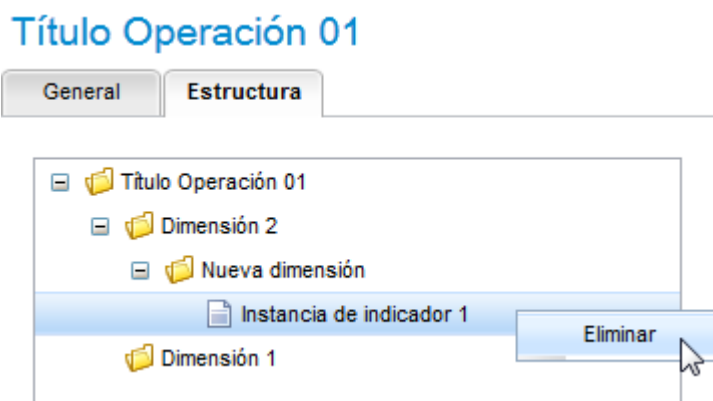 Título Operación 01
General Estructura
Título Operación 01
Dimensión 2
Nueva dimensión
Instancia de indicador 1
Eliminar
Dimensión 1